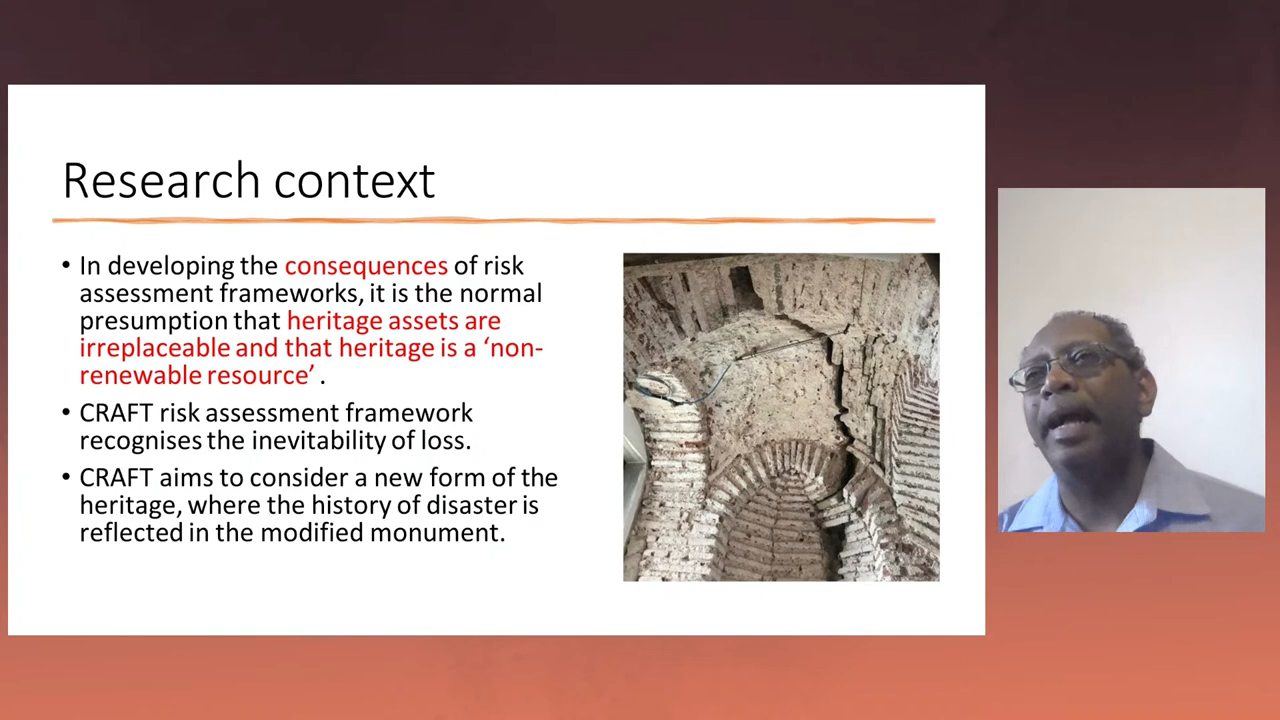 Research context
• In developing the consequences of risk
assessment frameworks, it is the normal
presumption that heritage assets are
irreplaceable and that heritage is a ‘non-
renewable resource’ .
• CRAFT risk assessment framework
recognises the inevitability of loss.
• CRAFT aims to consider a new form of the
heritage, where the history of disaster is
reflected in the modified monument.